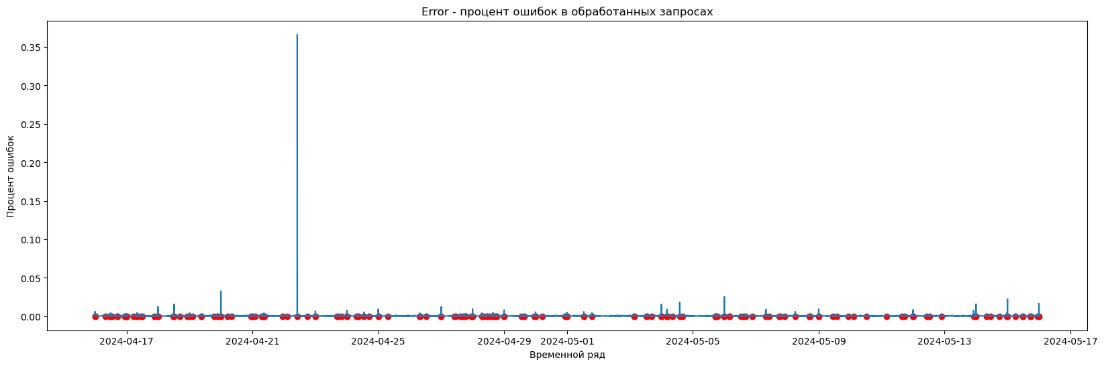 Error - процент ошибок в обработанных запросах
Процент ошибок
0.35
0.30
0.25
0.20
0.15
0.10
0.05
0.00
2024-04-17 2024-04-21 2024-04-25 2024-04-29 2024-05-01 2024-05-05 2024-05-09 2024-05-13 2024-05-17
Временной ряд